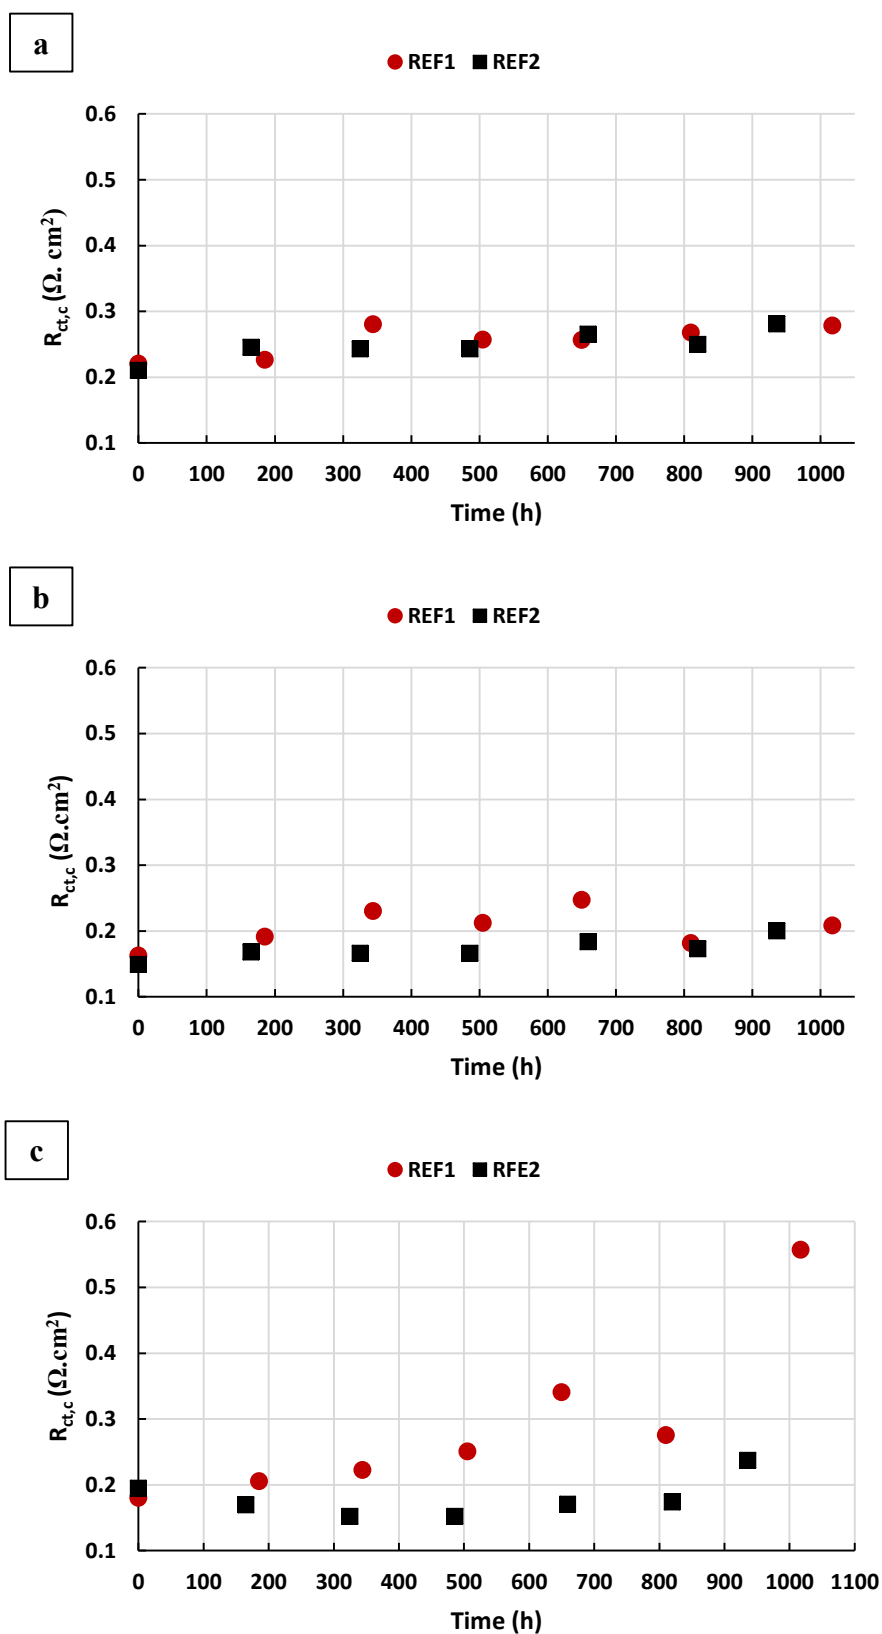 a
REF1 REF2
0.6
0.5
0.4
0.3
0.2
0.1
R_ct,c (Ω. cm²)
0 100 200 300 400 500 600 700 800 900 1000
Time (h)
b
REF1 REF2
0.6
0.5
0.4
0.3
0.2
0.1
R_ct,c (Ω.cm²)
0 100 200 300 400 500 600 700 800 900 1000
Time (h)
c
REF1 RFE2
0.6
0.5
0.4
0.3
0.2
0.1
R_ct,c (Ω.cm²)
0 100 200 300 400 500 600 700 800 900 1000 1100
Time (h)